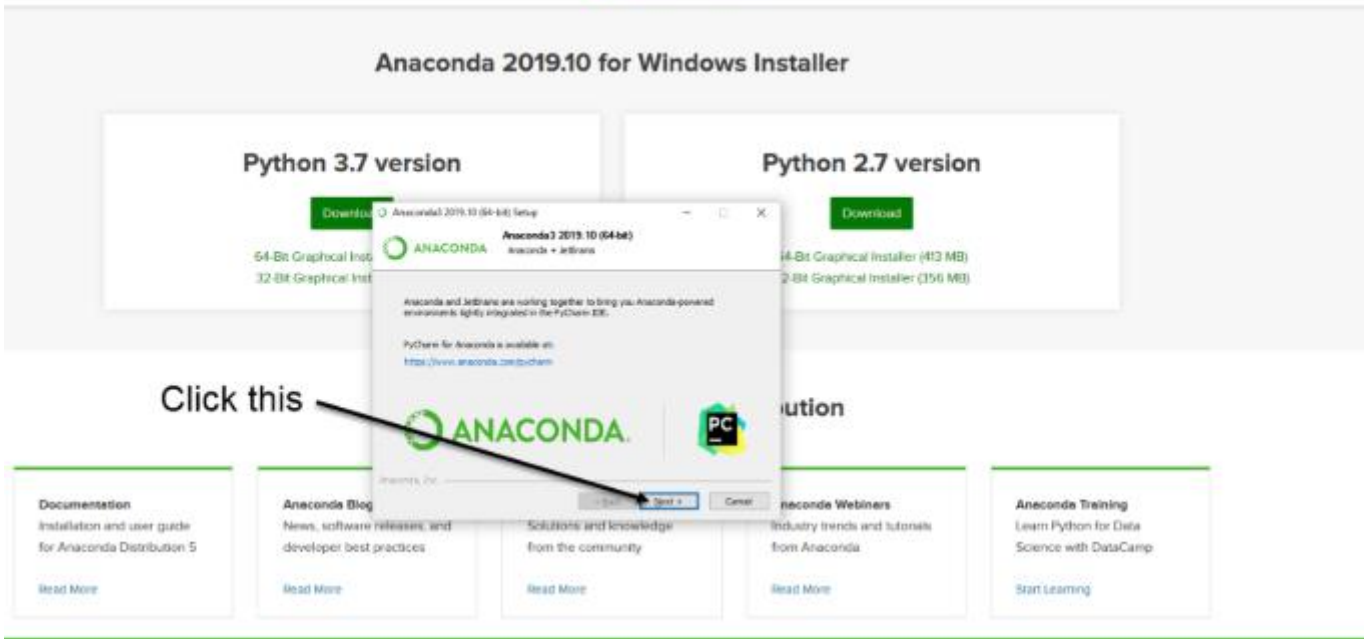 Anaconda 2019.10 for Windows Installer
Python 3.7 version
Python 2.7 version
Download
64-Bit Graphical
32-Bit Graphical
Download
64-Bit Graphical Installer (413 MB)
32-Bit Graphical Installer (356 MB)
Anaconda3 2019.10 (64-bit) Setup
ANACONDA
Anaconda3 2019.10 (64-bit)
Anaconda + JetBrains
Anaconda and JetBrains are working together to bring you Anaconda-powered
environments tightly integrated in the PyCharm IDE.
PyCharm for Anaconda is available at:
https://www.anaconda.com/pycharm
Click this
ANACONDA.
PC
ution
Anaconda, Inc.
Next >
Cancel
Documentation
Installation and user guide
for Anaconda Distribution 5
Read More
Anaconda Blog
News, software releases, and
developer best practices
Read More
Solutions and knowledge
from the community
Read More
Anaconda Webinars
Industry trends and tutorials
from Anaconda
Read More
Anaconda Training
Learn Python for Data
Science with DataCamp
Start Learning